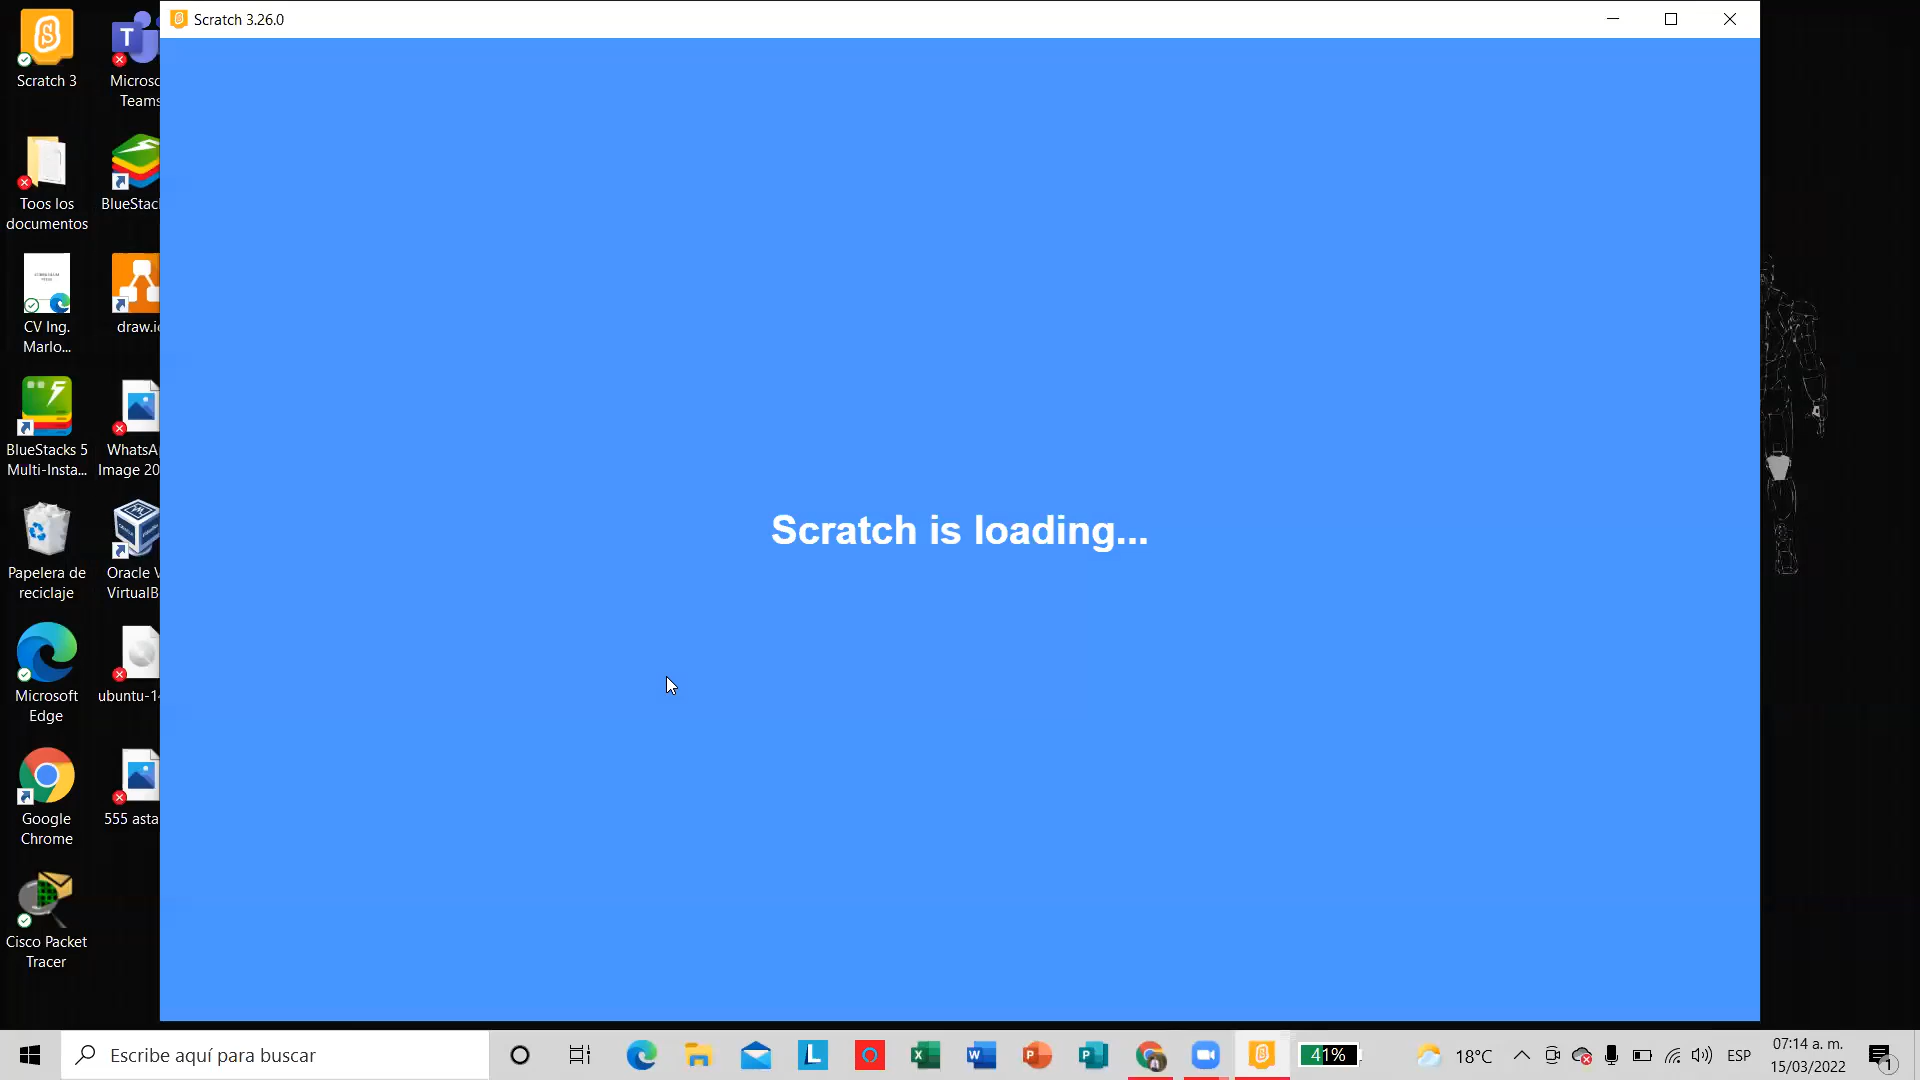 Scratch 3.26.0
Scratch 3
Microsc
Teams
Toos los
documentos
BlueStac
CV Ing.
Marlo...
draw.i
BlueStacks 5
Multi-Insta...
WhatsA
Image 20
Papelera de
reciclaje
Oracle V
VirtualB
Microsoft
Edge
ubuntu-1
Google
Chrome
555 asta
Cisco Packet
Tracer
Scratch is loading...
Escribe aquí para buscar
41%
18°C
ESP
07:14 a. m.
15/03/2022
1